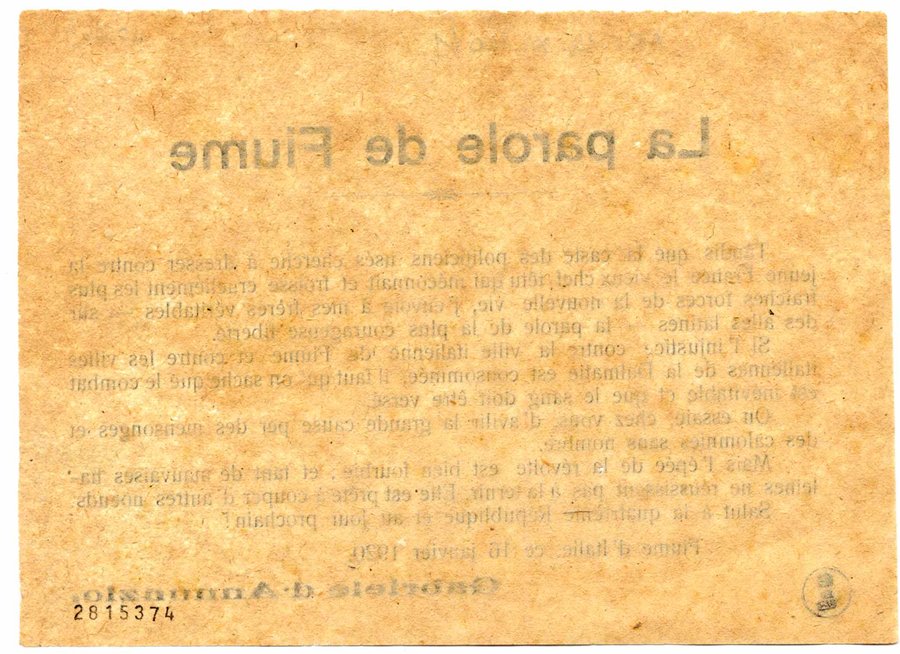 La parole de Fiume
Tandis que la caste des politiciens usés cherche à dresser contre la
jeune France le vieux chef têtu qui méconnaît et froisse cruellement les plus
fraîches forces de la nouvelle vie, j'envoie à mes frères véritables — sur
des ailes latines — la parole de la plus courageuse liberté.
Si l'injustice contre la ville italienne de Fiume et contre les villes
italiennes de la Dalmatie est consommée, il faut qu'on sache que le combat
est inévitable et que le sang doit être versé.
On essaie, chez vous, d'avilir la grande cause per des mensonges et
des calomnies sans nombre.
Mais l'épée de la révolte est bien fourbie; et tant de mauvaises ha-
leines ne réussissent pas à la ternir. Elle est prête à couper d'autres noeuds.
Salut à la quatrième République et au jour prochain!
Fiume d'Italie, ce 16 janvier 1920
Gabriele d'Annunzio.
2815374